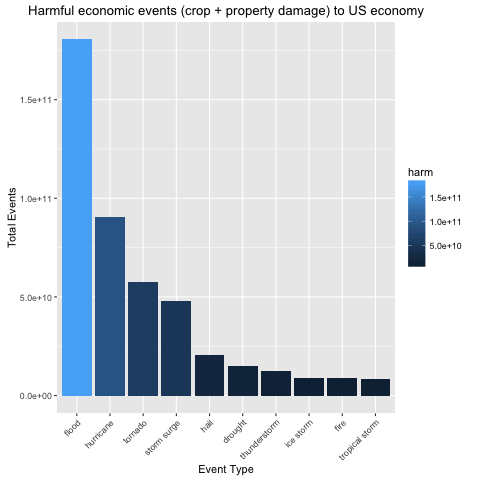 Harmful economic events (crop + property damage) to US economy
Total Events
1.5e+11
1.0e+11
5.0e+10
0.0e+00
flood
hurricane
tornado
storm surge
hail
drought
thunderstorm
ice storm
fire
tropical storm
Event Type
harm
1.5e+11
1.0e+11
5.0e+10